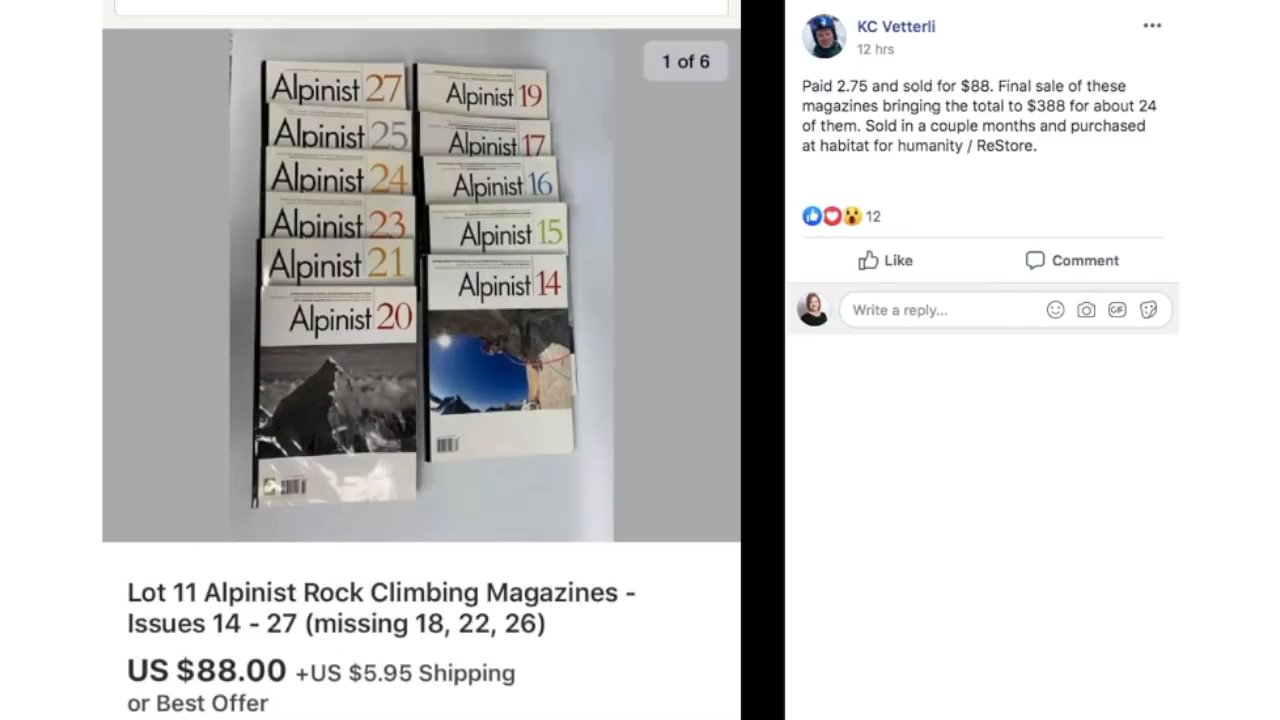 1 of 6
Alpinist 27
Alpinist 25
Alpinist 24
Alpinist 23
Alpinist 21
Alpinist 20
Alpinist 19
Alpinist 17
Alpinist 16
Alpinist 15
Alpinist 14
Lot 11 Alpinist Rock Climbing Magazines -
Issues 14 - 27 (missing 18, 22, 26)
US $88.00 +US $5.95 Shipping
or Best Offer
KC Vetterli
12 hrs
Paid 2.75 and sold for $88. Final sale of these
magazines bringing the total to $388 for about 24
of them. Sold in a couple months and purchased
at habitat for humanity / ReStore.
12
Like Comment
Write a reply...
GIF